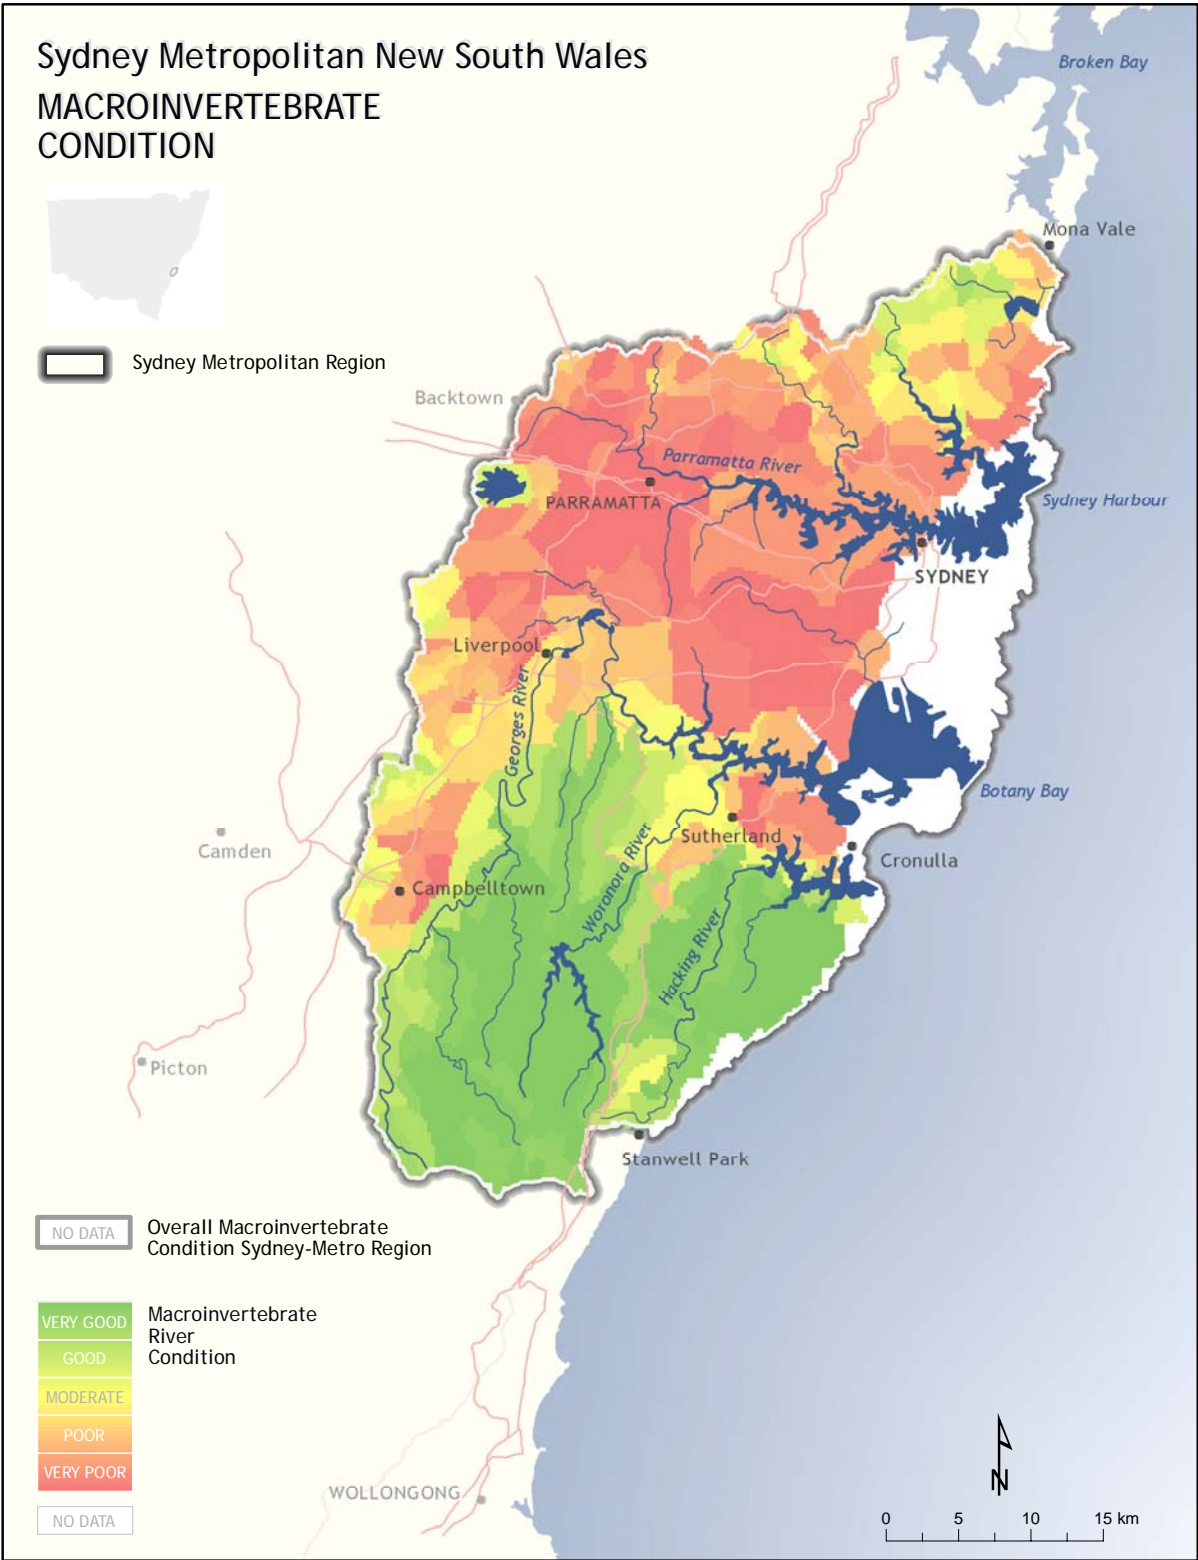 Sydney Metropolitan New South Wales
MACROINVERTEBRATE
CONDITION
Broken Bay
Mona Vale
Sydney Metropolitan Region
Backtown
Parramatta River
PARRAMATTA
Sydney Harbour
SYDNEY
Liverpool
Georges River
Botany Bay
Sutherland
Camden
Cronulla
Campbelltown
Woronora River
Hacking River
Picton
Stanwell Park
NO DATA
Overall Macroinvertebrate
Condition Sydney-Metro Region
VERY GOOD
GOOD
MODERATE
POOR
VERY POOR
NO DATA
Macroinvertebrate
River
Condition
WOLLONGONG
N
0 5 10 15 km